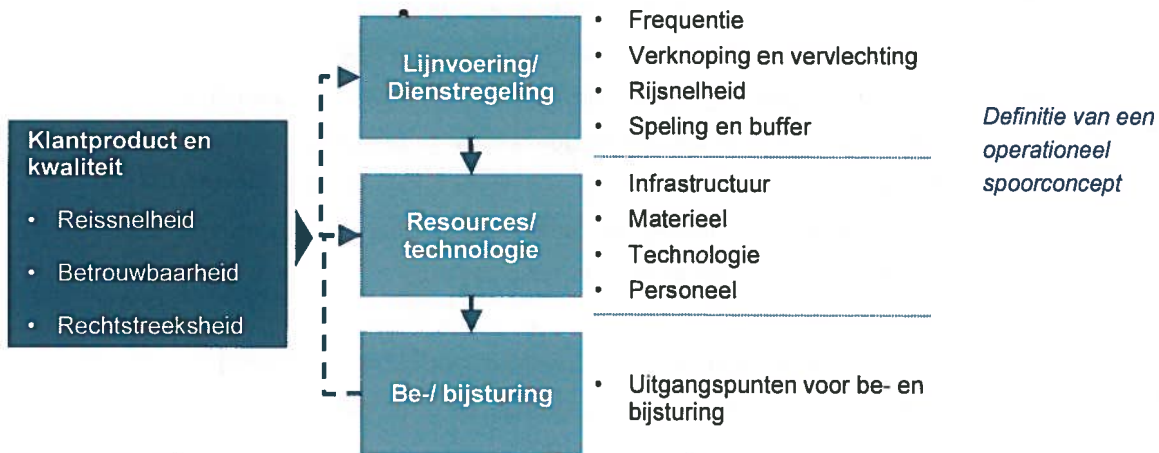 Klantproduct en
kwaliteit
• Reissnelheid
• Betrouwbaarheid
• Rechtstreeksheid
Lijnvoering/
Dienstregeling
• Frequentie
• Verknoping en vervlechting
• Rijsnelheid
• Speling en buffer
Resources/
technologie
• Infrastructuur
• Materieel
• Technologie
• Personeel
Be-/ bijsturing
• Uitgangspunten voor be- en
bijsturing
Definitie van een
operationeel
spoorconcept